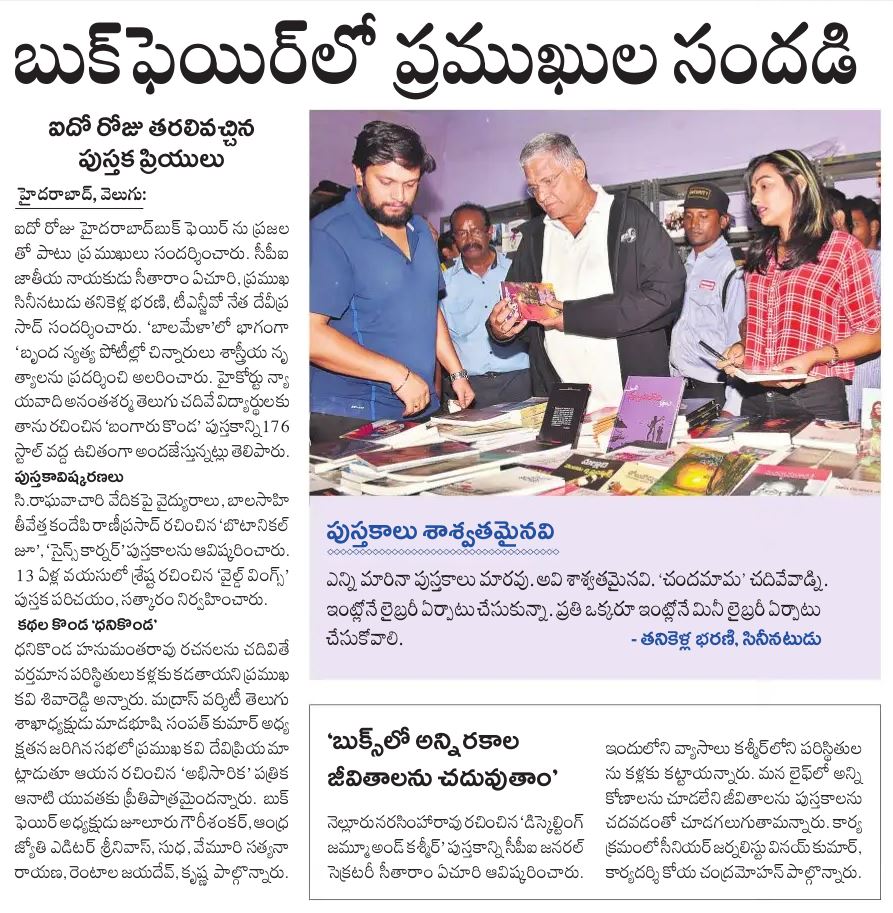 బుక్‌ఫెయిర్‌లో ప్రముఖుల సందడి
ఐదో రోజు తరలివచ్చిన
పుస్తక ప్రియులు
హైదరాబాద్, వెలుగు:
ఐదో రోజు హైదరాబాద్‌బుక్ ఫెయిర్ ను ప్రజల
తో పాటు ప్రముఖులు సందర్శించారు. సీపీఐ
జాతీయ నాయకుడు సీతారాం ఏచూరి, ప్రముఖ
సినీనటుడు తనికెళ్ల భరణి, టీఎన్జీవో నేత దేవీప్ర
సాద్ సందర్శించారు. ‘బాలమేళా’లో భాగంగా
‘బృంద నృత్య పోటీల్లో చిన్నారులు శాస్త్రీయ నృ
త్యాలను ప్రదర్శించి అలరించారు. హైకోర్టు న్యా
యవాది అనంతశర్మ తెలుగు చదివే విద్యార్థులకు
తాను రచించిన ‘బంగారు కొండ’ పుస్తకాన్ని 176
స్టాల్ వద్ద ఉచితంగా అందజేస్తున్నట్లు తెలిపారు.
పుస్తకావిష్కరణలు
సి.రాఘవాచారి వేదికపై వైద్యురాలు, బాలసాహి
తీవేత్త కందేపి రాణీప్రసాద్ రచించిన ‘బొటానికల్
జూ’, ‘సైన్స్ కార్నర్’ పుస్తకాలను ఆవిష్కరించారు.
13 ఏళ్ల వయసులో శ్రేష్ట రచించిన ‘వైల్డ్ వింగ్స్’
పుస్తక పరిచయం, సత్కారం నిర్వహించారు.
కథల కొండ ‘ధనికొండ’
ధనికొండ హనుమంతరావు రచనలను చదివితే
వర్తమాన పరిస్థితులు కళ్లకు కడతాయని ప్రముఖ
కవి శివారెడ్డి అన్నారు. మద్రాస్ వర్శిటీ తెలుగు
శాఖాధ్యక్షుడు మాడభూషి సంపత్ కుమార్ అధ్య
క్షతన జరిగిన సభలో ప్రముఖ కవి దేవిప్రియ మా
ట్లాడుతూ ఆయన రచించిన ‘అభిసారిక’ పత్రిక
ఆనాటి యువతకు ప్రీతిపాత్రమైందన్నారు. బుక్
ఫెయిర్ అధ్యక్షుడు జూలూరు గౌరీశంకర్, ఆంధ్ర
జ్యోతి ఎడిటర్ శ్రీనివాస్, సుధ, వేమూరి సత్యనా
రాయణ, రెంటాల జయదేవ్, కృష్ణ పాల్గొన్నారు.
SECURITY
పుస్తకాలు శాశ్వతమైనవి
ఎన్ని మారినా పుస్తకాలు మారవు. అవి శాశ్వతమైనవి. ‘చందమామ’ చదివేవాడ్ని.
ఇంట్లోనే లైబ్రరీ ఏర్పాటు చేసుకున్నా. ప్రతి ఒక్కరూ ఇంట్లోనే మినీ లైబ్రరీ ఏర్పాటు
చేసుకోవాలి.
- తనికెళ్ల భరణి, సినీనటుడు
‘బుక్స్‌లో అన్ని రకాల
జీవితాలను చదువుతాం’
నెల్లూరు నరసింహారావు రచించిన ‘డిస్మెంట్లింగ్
జమ్మూ అండ్ కశ్మీర్’ పుస్తకాన్ని సీపీఐ జనరల్
సెక్రటరీ సీతారాం ఏచూరి ఆవిష్కరించారు.
ఇందులోని వ్యాసాలు కశ్మీర్‌లోని పరిస్థితుల
ను కళ్లకు కట్టాయన్నారు. మన లైఫ్‌లో అన్ని
కోణాలను చూడలేని జీవితాలను పుస్తకాలను
చదవడంతో చూడగలుగుతామన్నారు. కార్య
క్రమంలో సీనియర్ జర్నలిస్టు వినయ్ కుమార్,
కార్యదర్శి కోయ చంద్రమోహన్ పాల్గొన్నారు.